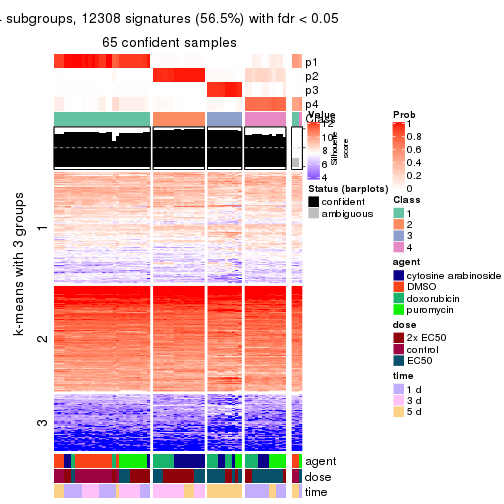 subgroups, 12308 signatures (56.5%) with fdr < 0.05
65 confident samples
p1
p2
p3
p4
Class
Value
12
10
8
6
4
Silhouette
score
Status (barplots)
confident
ambiguous
Prob
1
0.8
0.6
0.4
0.2
0
Class
1
2
3
4
agent
cytosine arabinoside
DMSO
doxorubicin
puromycin
dose
2x EC50
control
EC50
time
1 d
3 d
5 d
k-means with 3 groups
1
2
3
agent
dose
time